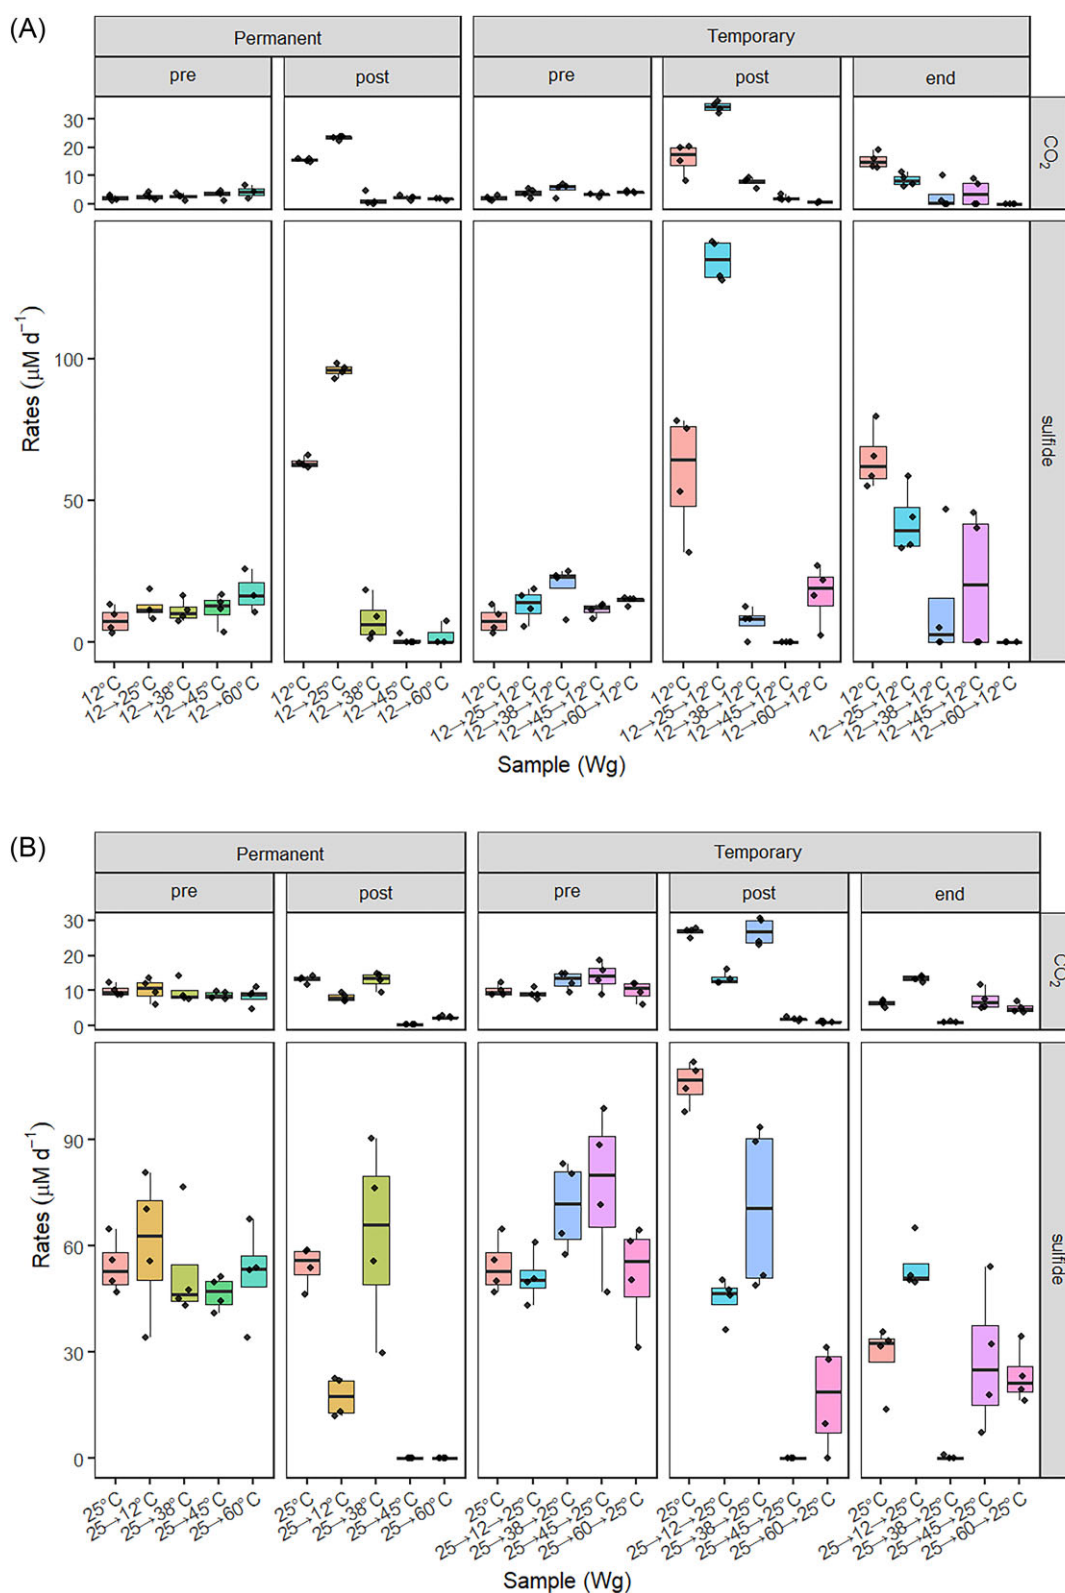 (A)
Permanent Temporary
pre post pre post end
30
20
10
0
CO2
100
50
0
sulfide
Rates (µM d−1)
12°C 12→25°C 12→38°C 12→45°C 12→60°C 12°C 12→25°C 12→38°C 12→45°C 12→60°C 12°C 12→25→12°C 12→38→12°C 12→45→12°C 12→60→12°C 12°C 12→25→12°C 12→38→12°C 12→45→12°C 12→60→12°C 12°C 12→25→12°C 12→38→12°C 12→45→12°C 12→60→12°C
Sample (Wg)
(B)
Permanent Temporary
pre post pre post end
30
20
10
0
CO2
90
60
30
0
sulfide
Rates (µM d−1)
25°C 25→12°C 25→38°C 25→45°C 25→60°C 25°C 25→12°C 25→38°C 25→45°C 25→60°C 25°C 25→12→25°C 25→38→25°C 25→45→25°C 25→60→25°C 25°C 25→12→25°C 25→38→25°C 25→45→25°C 25→60→25°C 25°C 25→12→25°C 25→38→25°C 25→45→25°C 25→60→25°C
Sample (Wg)